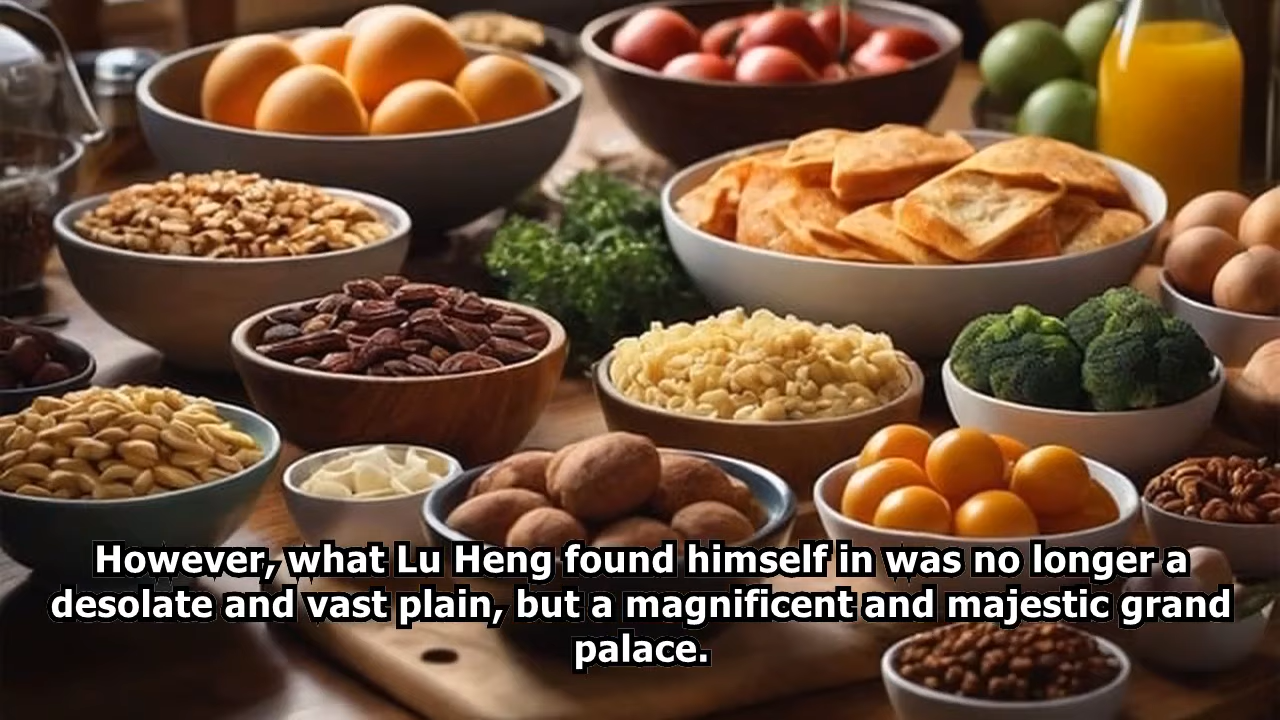 However, what Lu Heng found himself in was no longer a
desolate and vast plain, but a magnificent and majestic grand
palace.